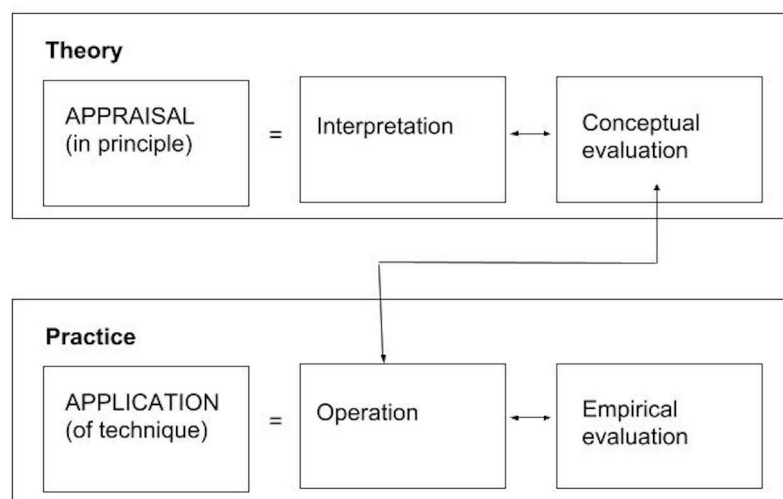 Theory
APPRAISAL
(in principle)
=
Interpretation
Conceptual
evaluation
Practice
APPLICATION
(of technique)
=
Operation
Empirical
evaluation